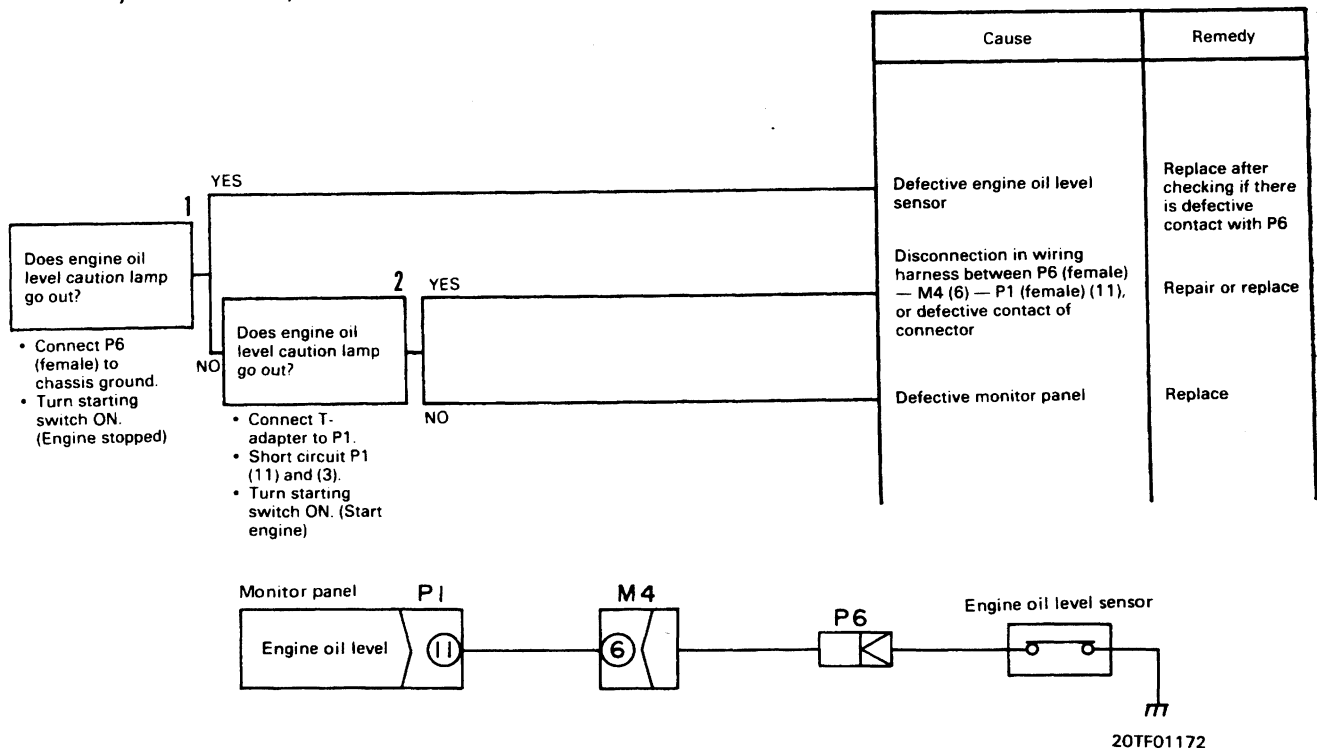 Cause
Remedy
YES
1
Does engine oil
level caution lamp
go out?
• Connect P6
(female) to
chassis ground.
• Turn starting
switch ON.
(Engine stopped)
NO
2
YES
Does engine oil
level caution lamp
go out?
• Connect T-
adapter to P1.
• Short circuit P1
(11) and (3).
• Turn starting
switch ON. (Start
engine)
NO
Defective engine oil level
sensor
Replace after
checking if there
is defective
contact with P6
Disconnection in wiring
harness between P6 (female)
— M4 (6) — P1 (female) (11),
or defective contact of
connector
Repair or replace
Defective monitor panel
Replace
Monitor panel
P1
M4
P6
Engine oil level sensor
Engine oil level
11
6
20TF01172